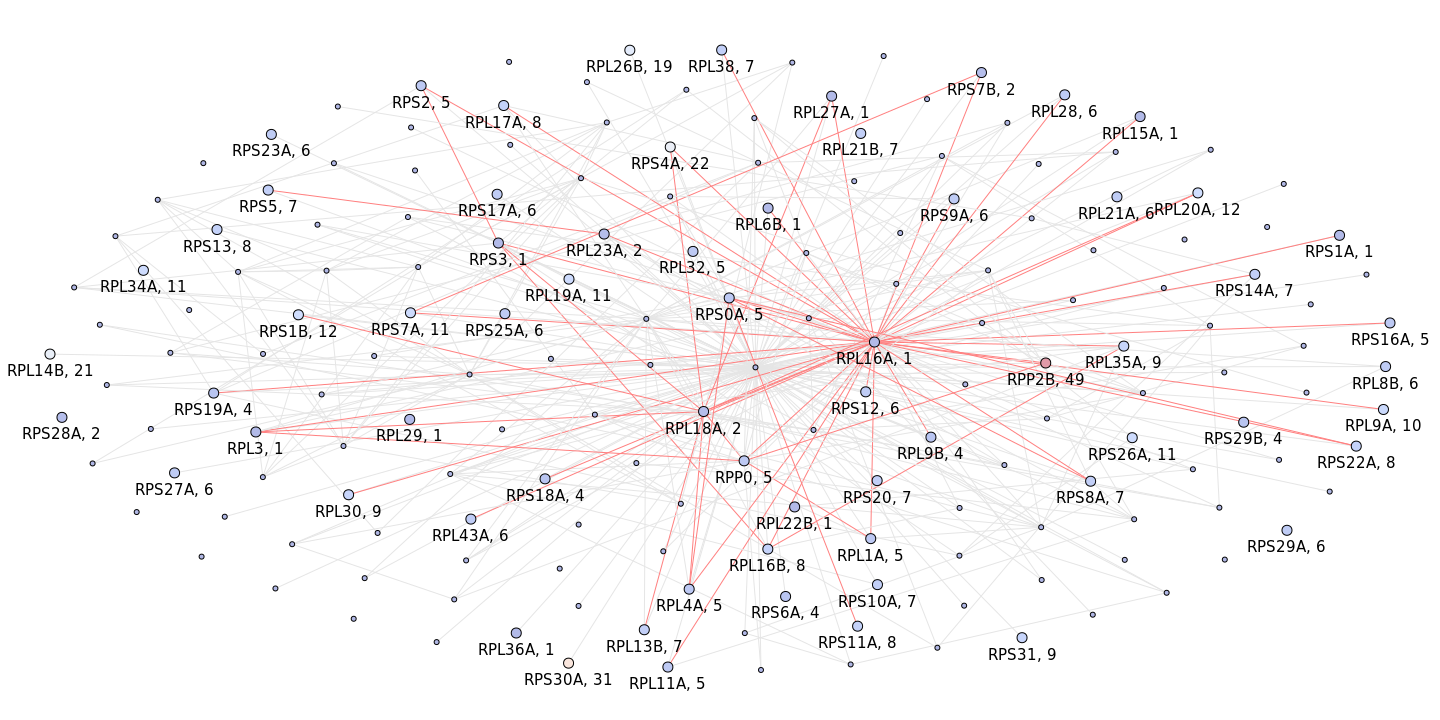 RPL26B, 19
RPL38, 7
RPS7B, 2
RPS2, 5
RPL27A, 1
RPL28, 6
RPL17A, 8
RPL15A, 1
RPS23A, 6
RPL21B, 7
RPS4A, 22
RPS5, 7
RPS17A, 6
RPL6B, 1
RPS9A, 6
RPL21A, 6
RPL20A, 12
RPS13, 8
RPS3, 1
RPL23A, 2
RPL32, 5
RPS1A, 1
RPL34A, 11
RPL19A, 11
RPS14A, 7
RPS0A, 5
RPS1B, 12
RPS7A, 11
RPS25A, 6
RPS16A, 5
RPL16A, 1
RPL35A, 9
RPL14B, 21
RPP2B, 49
RPL8B, 6
RPS19A, 4
RPS12, 6
RPL9A, 10
RPS28A, 2
RPL3, 1
RPL29, 1
RPL18A, 2
RPL9B, 4
RPS26A, 11
RPS29B, 4
RPS22A, 8
RPS27A, 6
RPP0, 5
RPL30, 9
RPS18A, 4
RPS20, 7
RPS8A, 7
RPL43A, 6
RPL22B, 1
RPL16B, 8
RPL1A, 5
RPS29A, 6
RPL4A, 5
RPS6A, 4
RPS10A, 7
RPL36A, 1
RPL13B, 7
RPS11A, 8
RPS31, 9
RPS30A, 31
RPL11A, 5